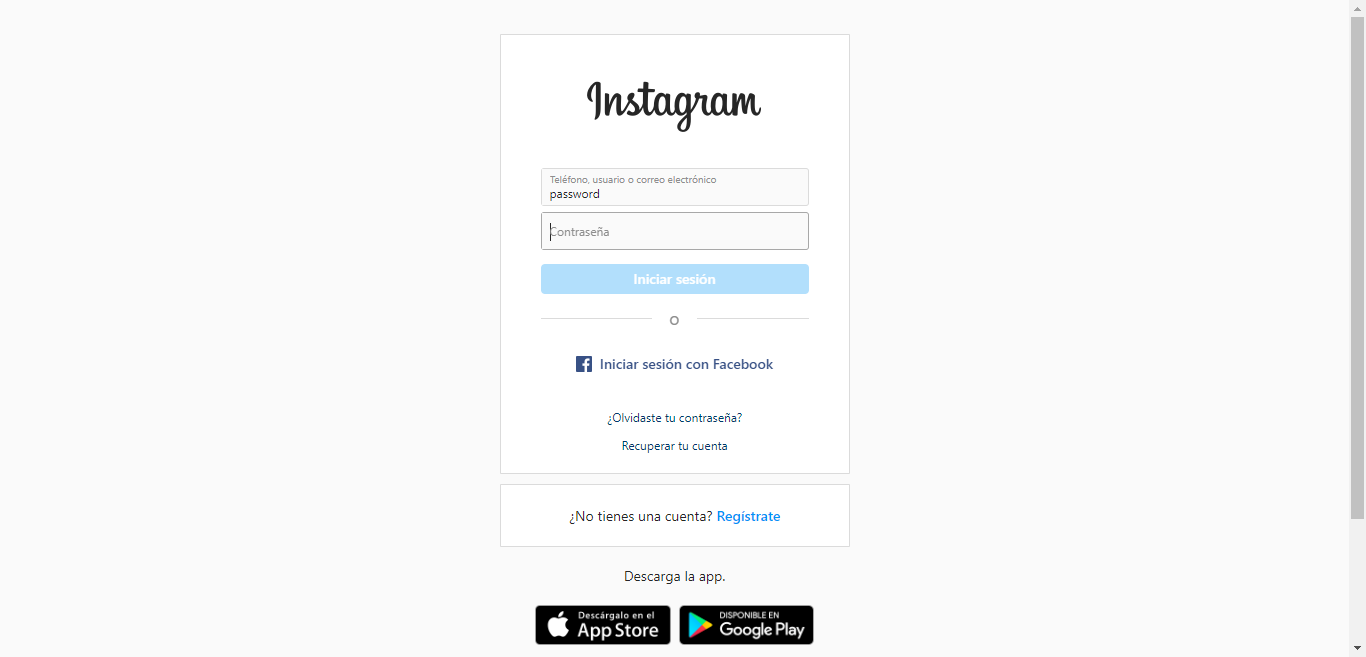 Instagram
Teléfono, usuario o correo electrónico
password
Contraseña
Iniciar sesión
O
Iniciar sesión con Facebook
¿Olvidaste tu contraseña?
Recuperar tu cuenta
¿No tienes una cuenta? Regístrate
Descarga la app.
Descárgalo en el
App Store
DISPONIBLE EN
Google Play